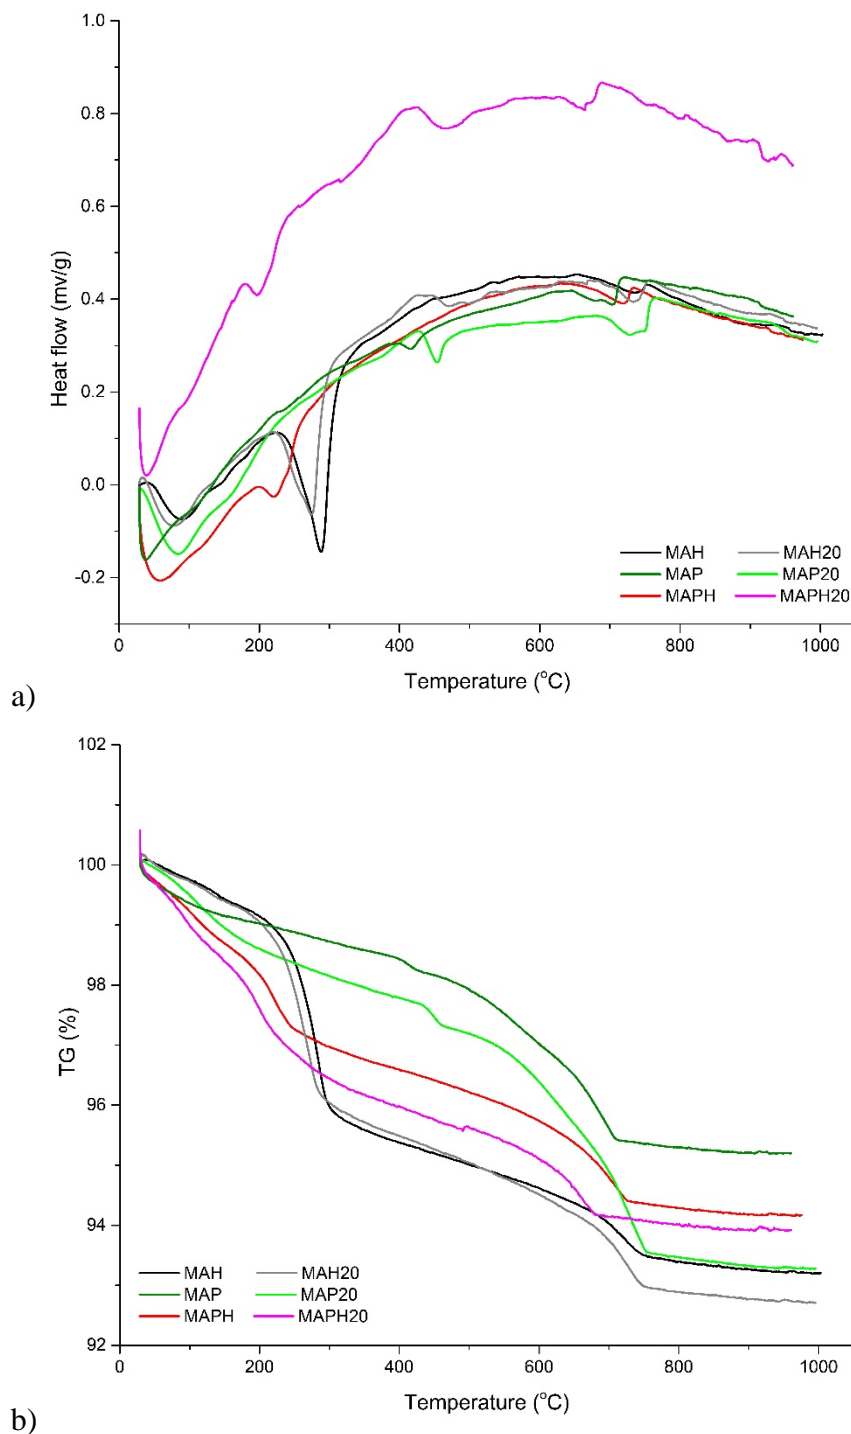 1.0
0.8
0.6
0.4
0.2
0.0
-0.2
Heat flow (mv/g)
MAH MAH20
MAP MAP20
MAPH MAPH20
0 200 400 600 800 1000
Temperature (°C)
a)
102
100
98
96
94
92
TG (%)
MAH MAH20
MAP MAP20
MAPH MAPH20
0 200 400 600 800 1000
Temperature (°C)
b)